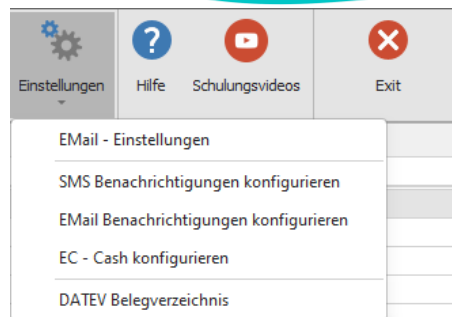 Einstellungen
Hilfe
Schulungsvideos
Exit
EMail - Einstellungen
SMS Benachrichtigungen konfigurieren
EMail Benachrichtigungen konfigurieren
EC - Cash konfigurieren
DATEV Belegverzeichnis